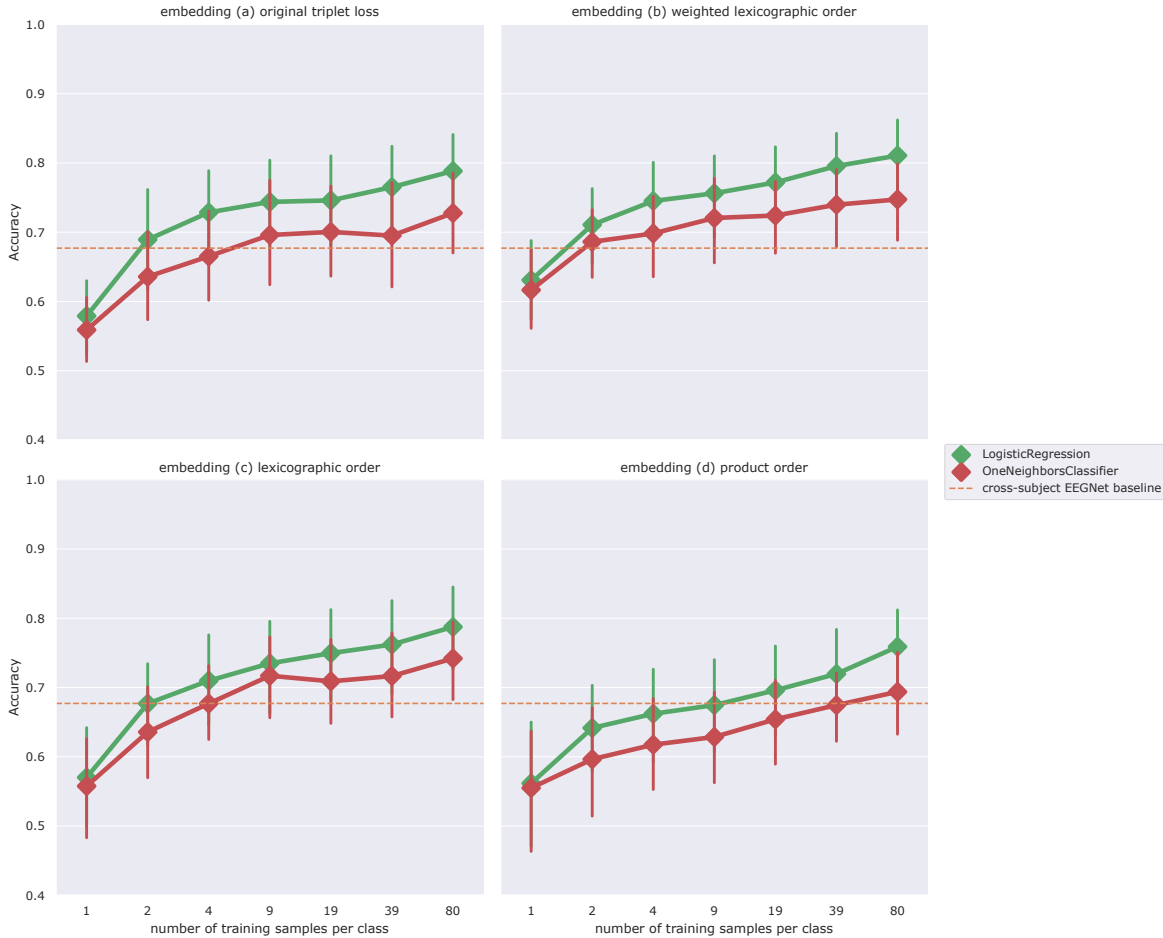 embedding (a) original triplet loss
embedding (b) weighted lexicographic order
1.0
0.9
0.8
0.7
0.6
0.5
0.4
Accuracy
embedding (c) lexicographic order
embedding (d) product order
1.0
0.9
0.8
0.7
0.6
0.5
0.4
Accuracy
1 2 4 9 19 39 80
1 2 4 9 19 39 80
number of training samples per class
number of training samples per class
LogisticRegression
OneNeighborsClassifier
cross-subject EEGNet baseline